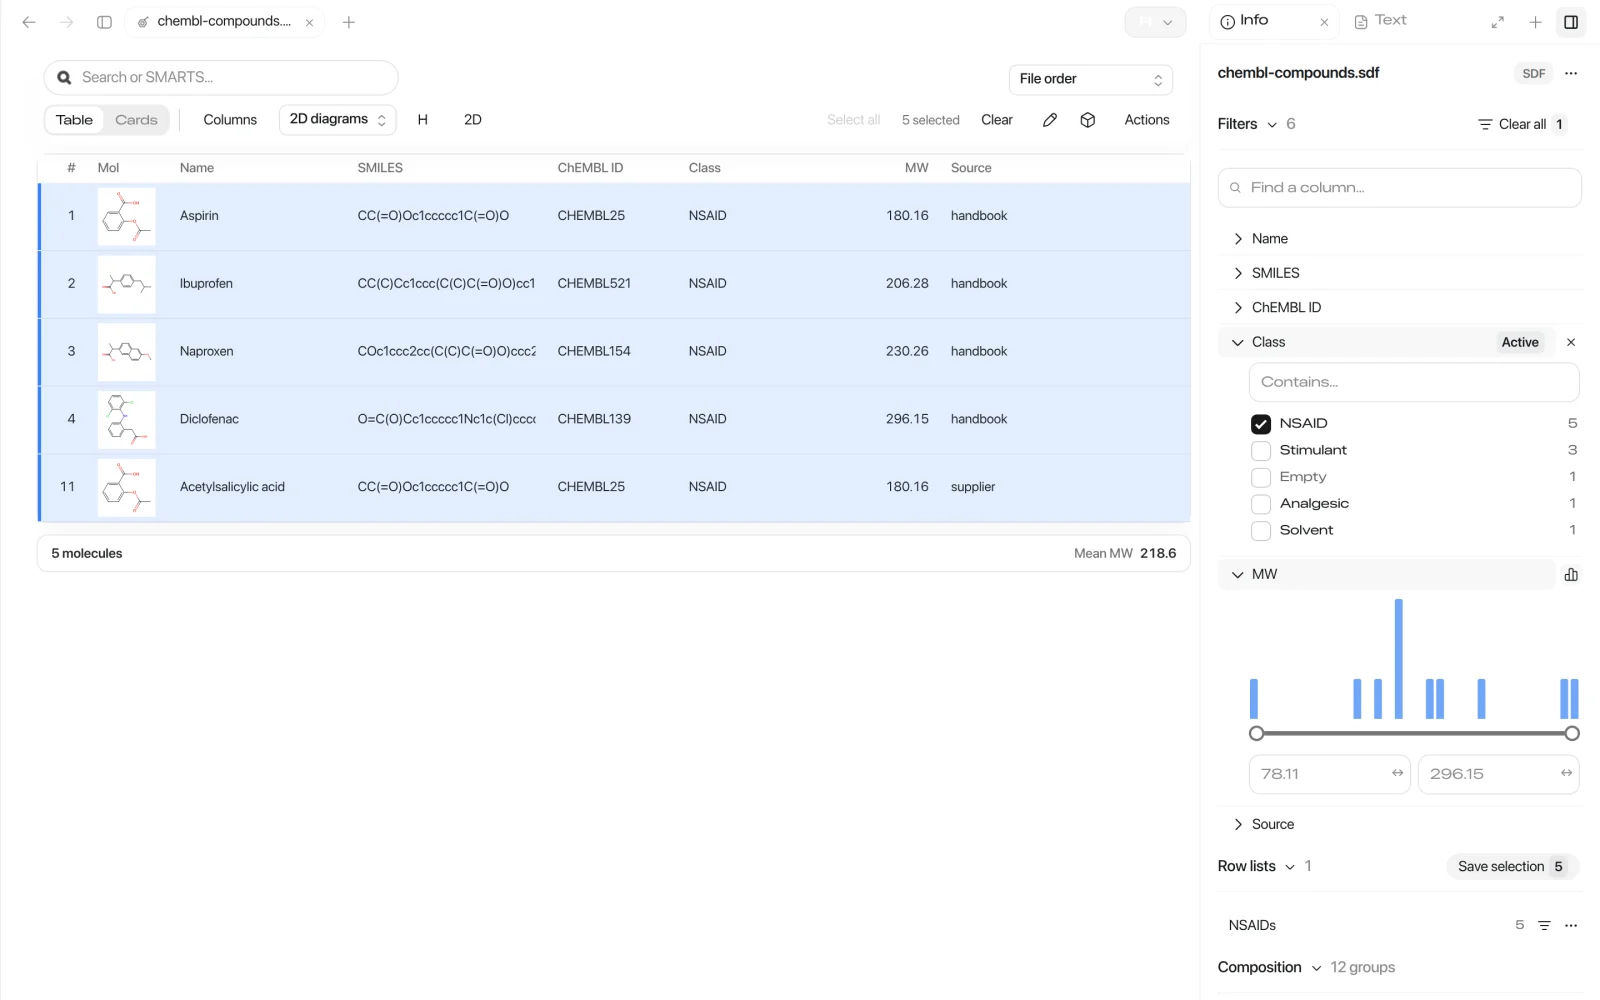 chembl-compounds....
Info
Text
Search or SMARTS...
File order
chembl-compounds.sdf
SDF
Table
Cards
Columns
2D diagrams
H
2D
Select all
5 selected
Clear
Actions
Filters 6
Clear all 1
# Mol Name SMILES ChEMBL ID Class MW Source
1 Aspirin CC(=O)Oc1ccccc1C(=O)O CHEMBL25 NSAID 180.16 handbook
2 Ibuprofen CC(C)Cc1ccc(C(C)C(=O)O)cc1 CHEMBL521 NSAID 206.28 handbook
3 Naproxen COc1ccc2cc(C(C)C(=O)O)ccc2 CHEMBL154 NSAID 230.26 handbook
4 Diclofenac O=C(O)Cc1ccccc1Nc1c(Cl)ccc CHEMBL139 NSAID 296.15 handbook
11 Acetylsalicylic acid CC(=O)Oc1ccccc1C(=O)O CHEMBL25 NSAID 180.16 supplier
5 molecules
Mean MW 218.6
Find a column...
Name
SMILES
ChEMBL ID
Class Active
Contains...
NSAID 5
Stimulant 3
Empty 1
Analgesic 1
Solvent 1
MW
78.11
296.15
Source
Row lists 1
Save selection 5
NSAIDs 5
Composition 12 groups